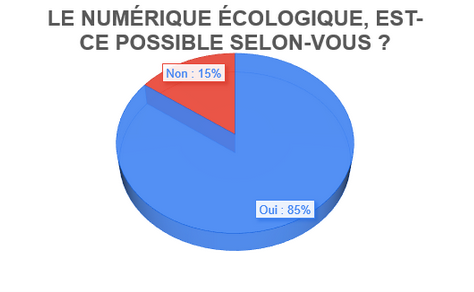 LE NUMÉRIQUE ÉCOLOGIQUE, EST-
CE POSSIBLE SELON-VOUS ?
Non : 15%
Oui : 85%